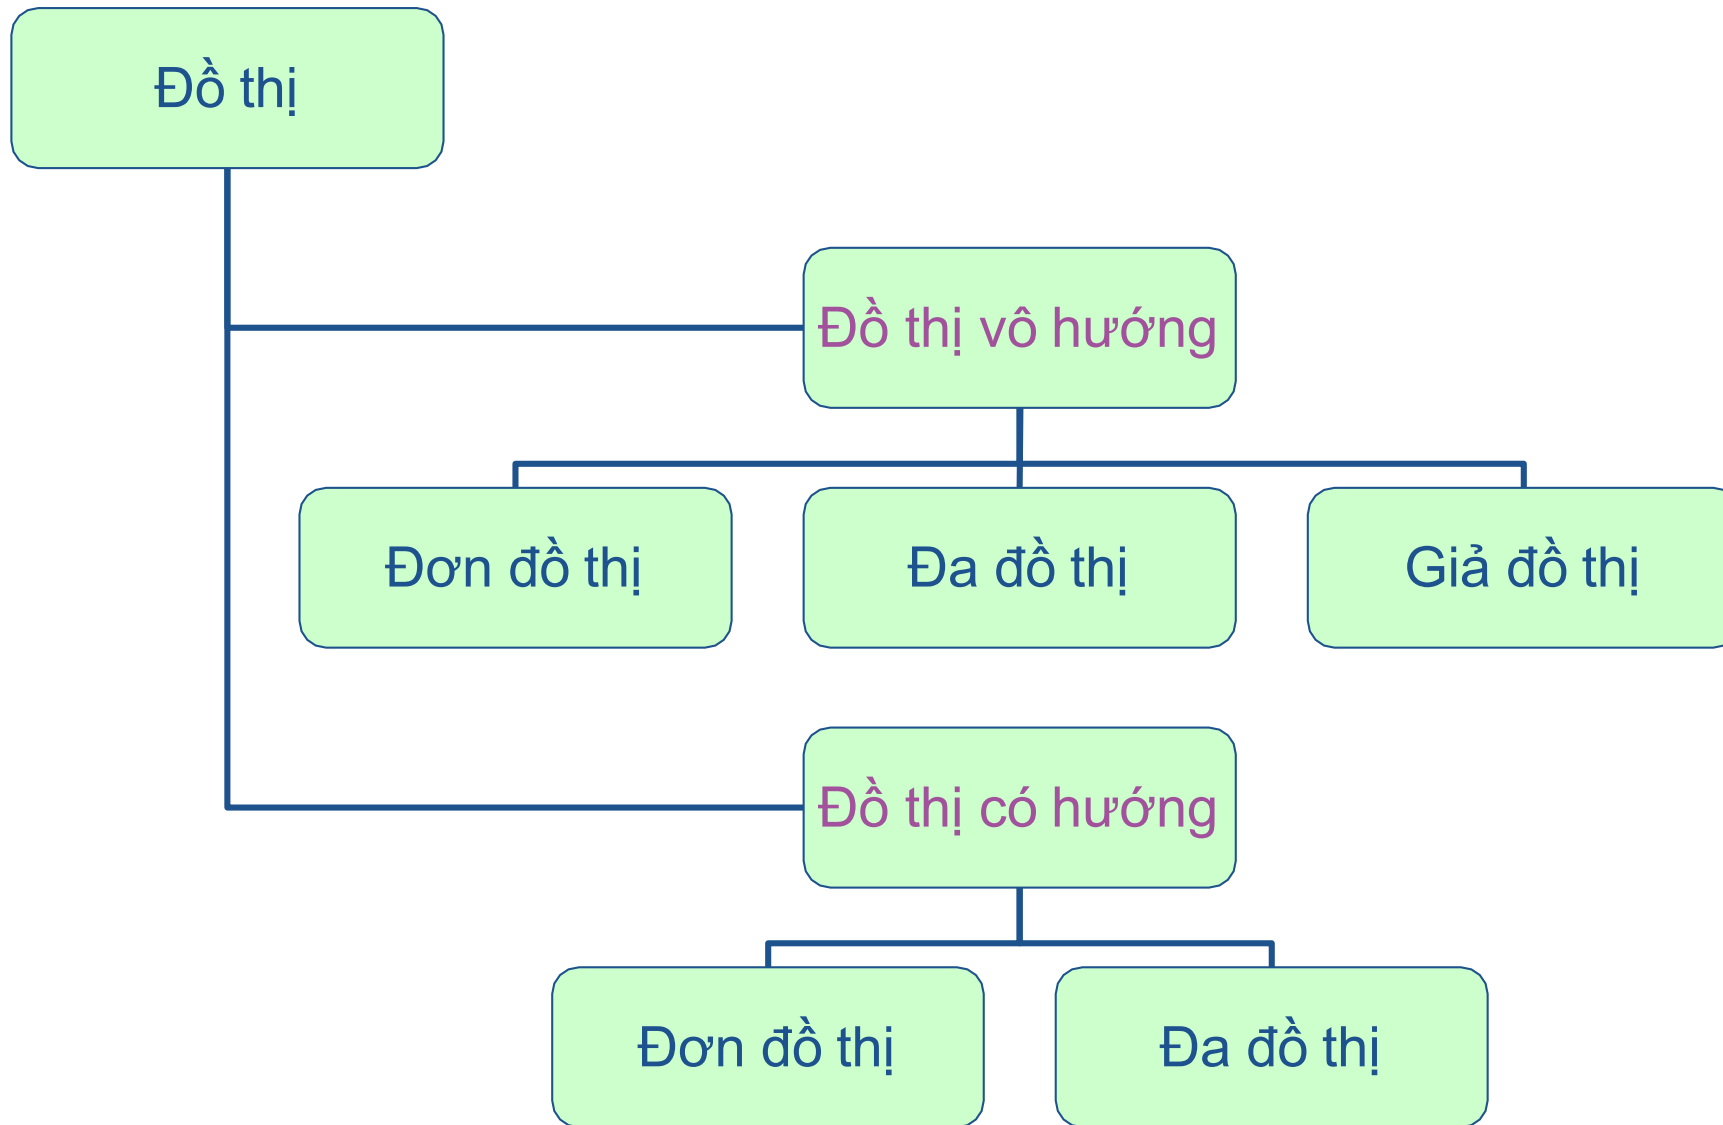 Đồ thị
Đồ thị vô hướng
Đơn đồ thị
Đa đồ thị
Giả đồ thị
Đồ thị có hướng
Đơn đồ thị
Đa đồ thị